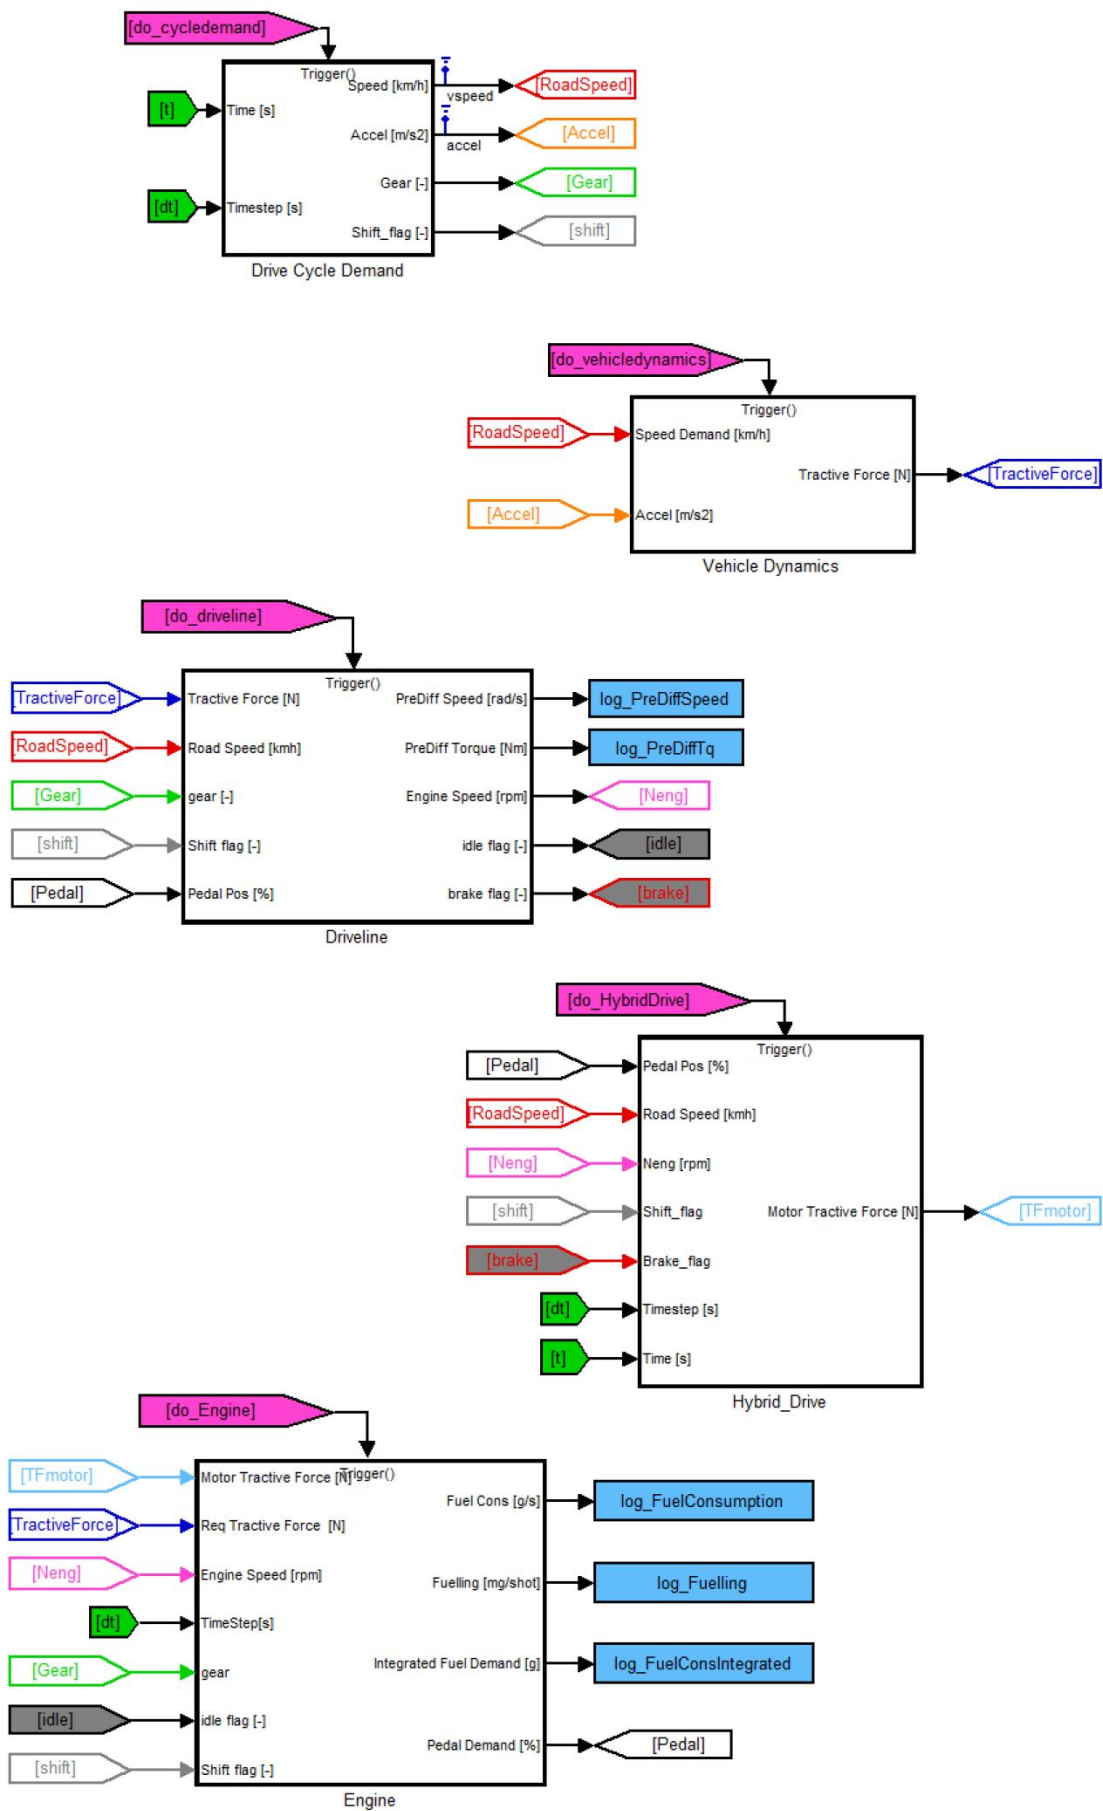 [do_cycledemand]
Trigger()
Speed [km/h]
vspeed
[RoadSpeed]
[t]
Time [s]
Accel [m/s2]
accel
[Accel]
Gear [-]
[Gear]
[dt]
Timestep [s]
Shift_flag [-]
[shift]
Drive Cycle Demand
[do_vehicledynamics]
Trigger()
[RoadSpeed]
Speed Demand [km/h]
Tractive Force [N]
[TractiveForce]
[Accel]
Accel [m/s2]
Vehicle Dynamics
[do_driveline]
Trigger()
[TractiveForce]
Tractive Force [N]
PreDiff Speed [rad/s]
log_PreDiffSpeed
[RoadSpeed]
Road Speed [kmh]
PreDiff Torque [Nm]
log_PreDiffTq
[Gear]
gear [-]
Engine Speed [rpm]
[Neng]
[shift]
Shift flag [-]
idle flag [-]
[idle]
[Pedal]
Pedal Pos [%]
brake flag [-]
[brake]
Driveline
[do_HybridDrive]
Trigger()
[Pedal]
Pedal Pos [%]
[RoadSpeed]
Road Speed [kmh]
[Neng]
Neng [rpm]
[shift]
Shift_flag
Motor Tractive Force [N]
[TFmotor]
[brake]
Brake_flag
[dt]
Timestep [s]
[t]
Time [s]
Hybrid_Drive
[do_Engine]
Trigger()
[TFmotor]
Motor Tractive Force [N]
Fuel Cons [g/s]
log_FuelConsumption
[TractiveForce]
Req Tractive Force [N]
[Neng]
Engine Speed [rpm]
Fuelling [mg/shot]
log_Fuelling
[dt]
TimeStep[s]
Integrated Fuel Demand [g]
log_FuelConsIntegrated
[Gear]
gear
[idle]
idle flag [-]
Pedal Demand [%]
[Pedal]
[shift]
Shift flag [-]
Engine